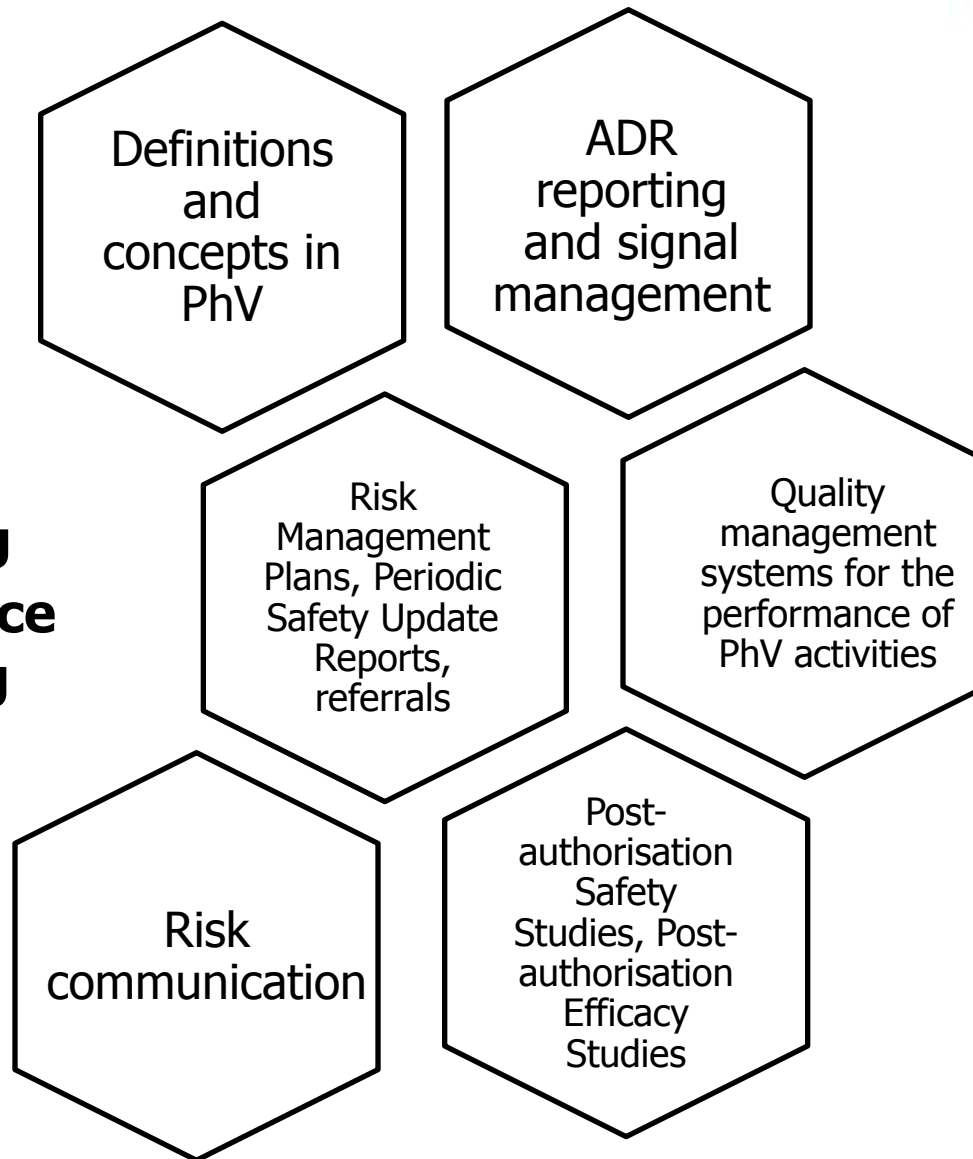 Definitions
and
concepts in
PhV
ADR
reporting
and signal
management
Risk
Management
Plans, Periodic
Safety Update
Reports,
referrals
Quality
management
systems for the
performance of
PhV activities
Risk
communication
Post-
authorisation
Safety
Studies, Post-
authorisation
Efficacy
Studies